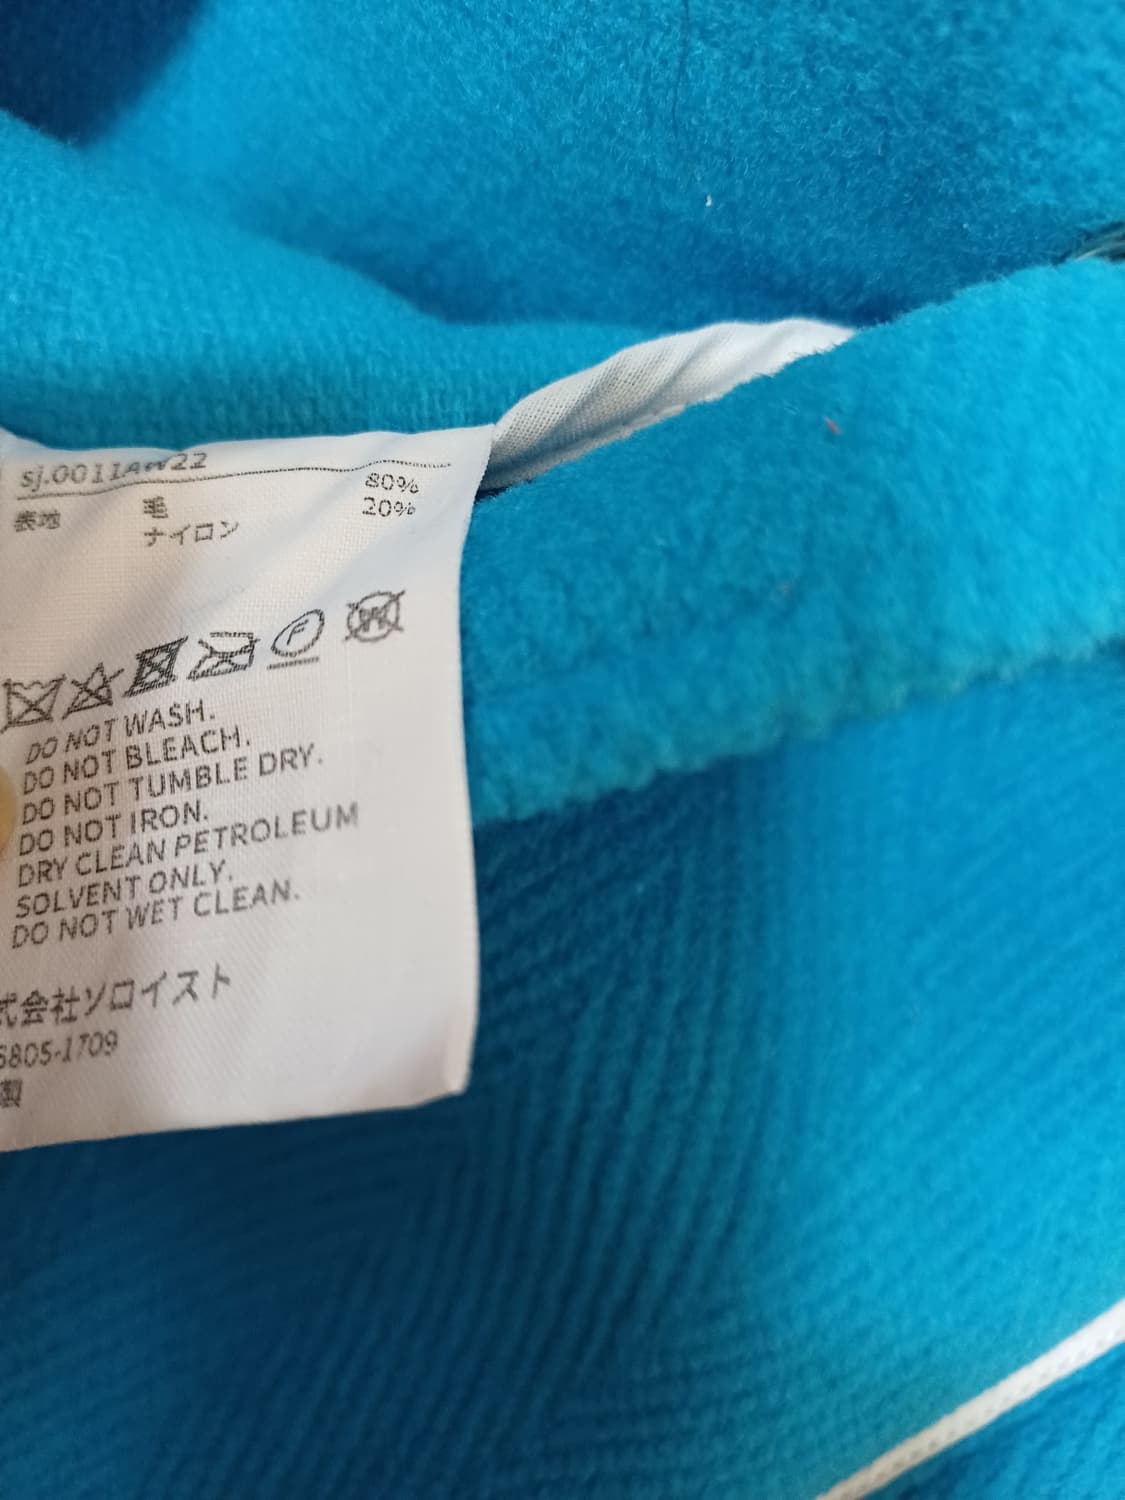 sj.0011AW22
表地 毛 80%
ナイロン 20%
F W
DO NOT WASH.
DO NOT BLEACH.
DO NOT TUMBLE DRY.
DO NOT IRON.
DRY CLEAN PETROLEUM
SOLVENT ONLY.
DO NOT WET CLEAN.
式会社ソロイスト
6805-1709
製